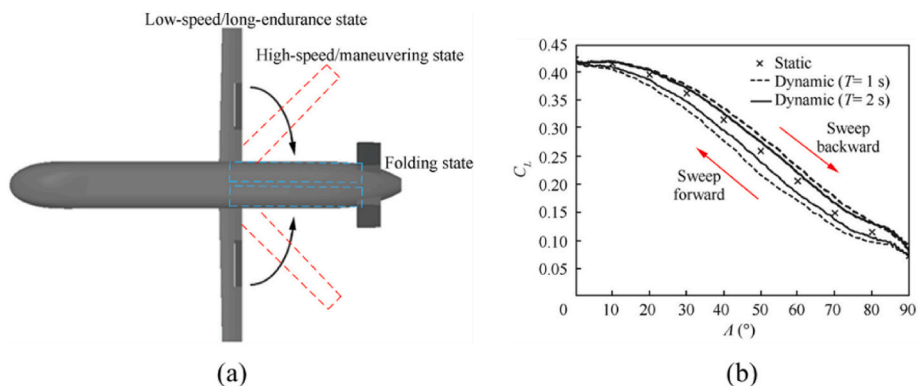 Low-speed/long-endurance state
High-speed/maneuvering state
Folding state
(a)
0.45
0.40
0.35
0.30
0.25
0.20
0.15
0.10
0.05
C_L
× Static
Dynamic (T= 1 s)
Dynamic (T= 2 s)
Sweep
backward
Sweep
forward
0 10 20 30 40 50 60 70 80 90
Λ (°)
(b)